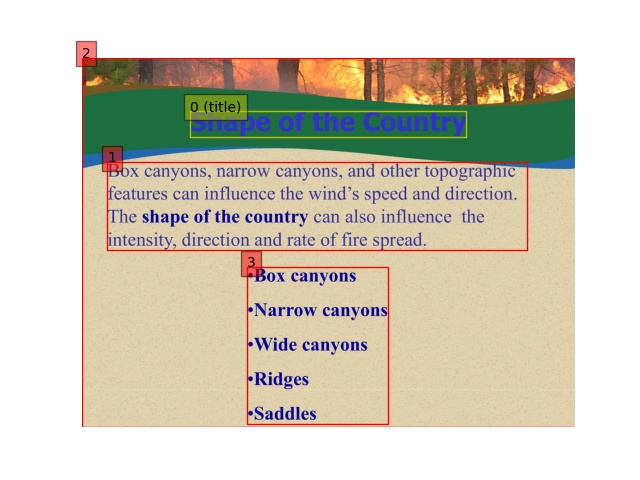 2
0 (title)
Shape of the Country
1
Box canyons, narrow canyons, and other topographic
features can influence the wind’s speed and direction.
The shape of the country can also influence  the
intensity, direction and rate of fire spread.
3
•Box canyons
•Narrow canyons
•Wide canyons
•Ridges
•Saddles